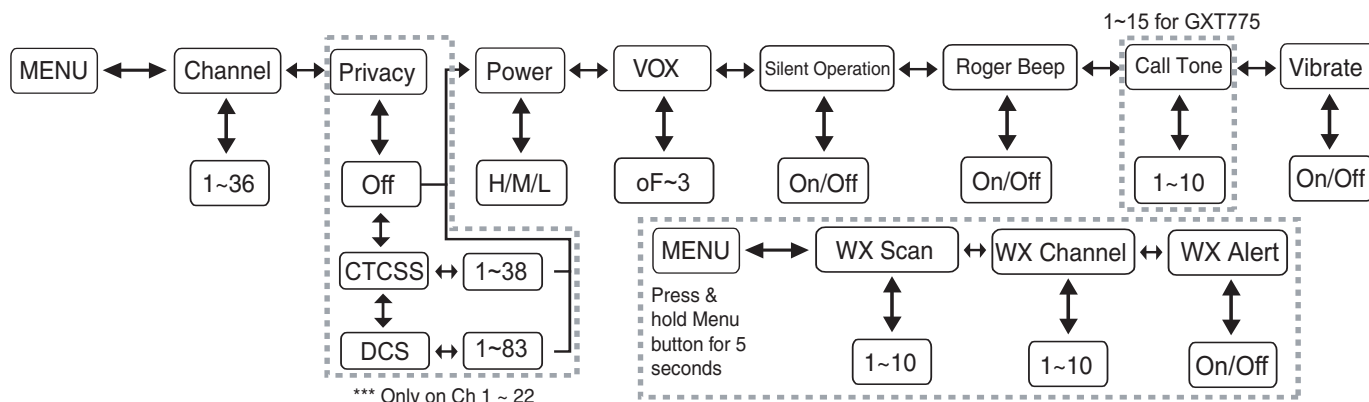 1~15 for GXT775
MENU
Channel
Privacy
Power
VOX
Silent Operation
Roger Beep
Call Tone
Vibrate
1~36
Off
H/M/L
oF~3
On/Off
On/Off
1~10
On/Off
CTCSS
1~38
DCS
1~83
*** Only on Ch 1 ~ 22
MENU
WX Scan
WX Channel
WX Alert
Press &
hold Menu
button for 5
seconds
1~10
1~10
On/Off